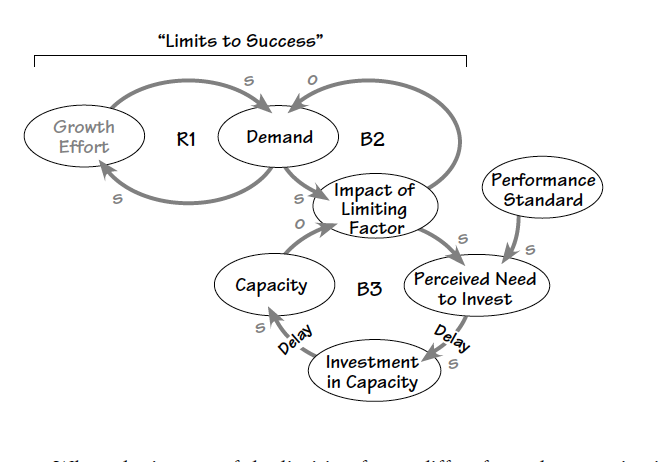 “Limits to Success”
S
O
Growth
Effort
R1
Demand
B2
S
S
Impact of
Limiting
Factor
Performance
Standard
O
S
S
Capacity
B3
Perceived Need
to Invest
S
Delay
Delay
S
Investment
in Capacity